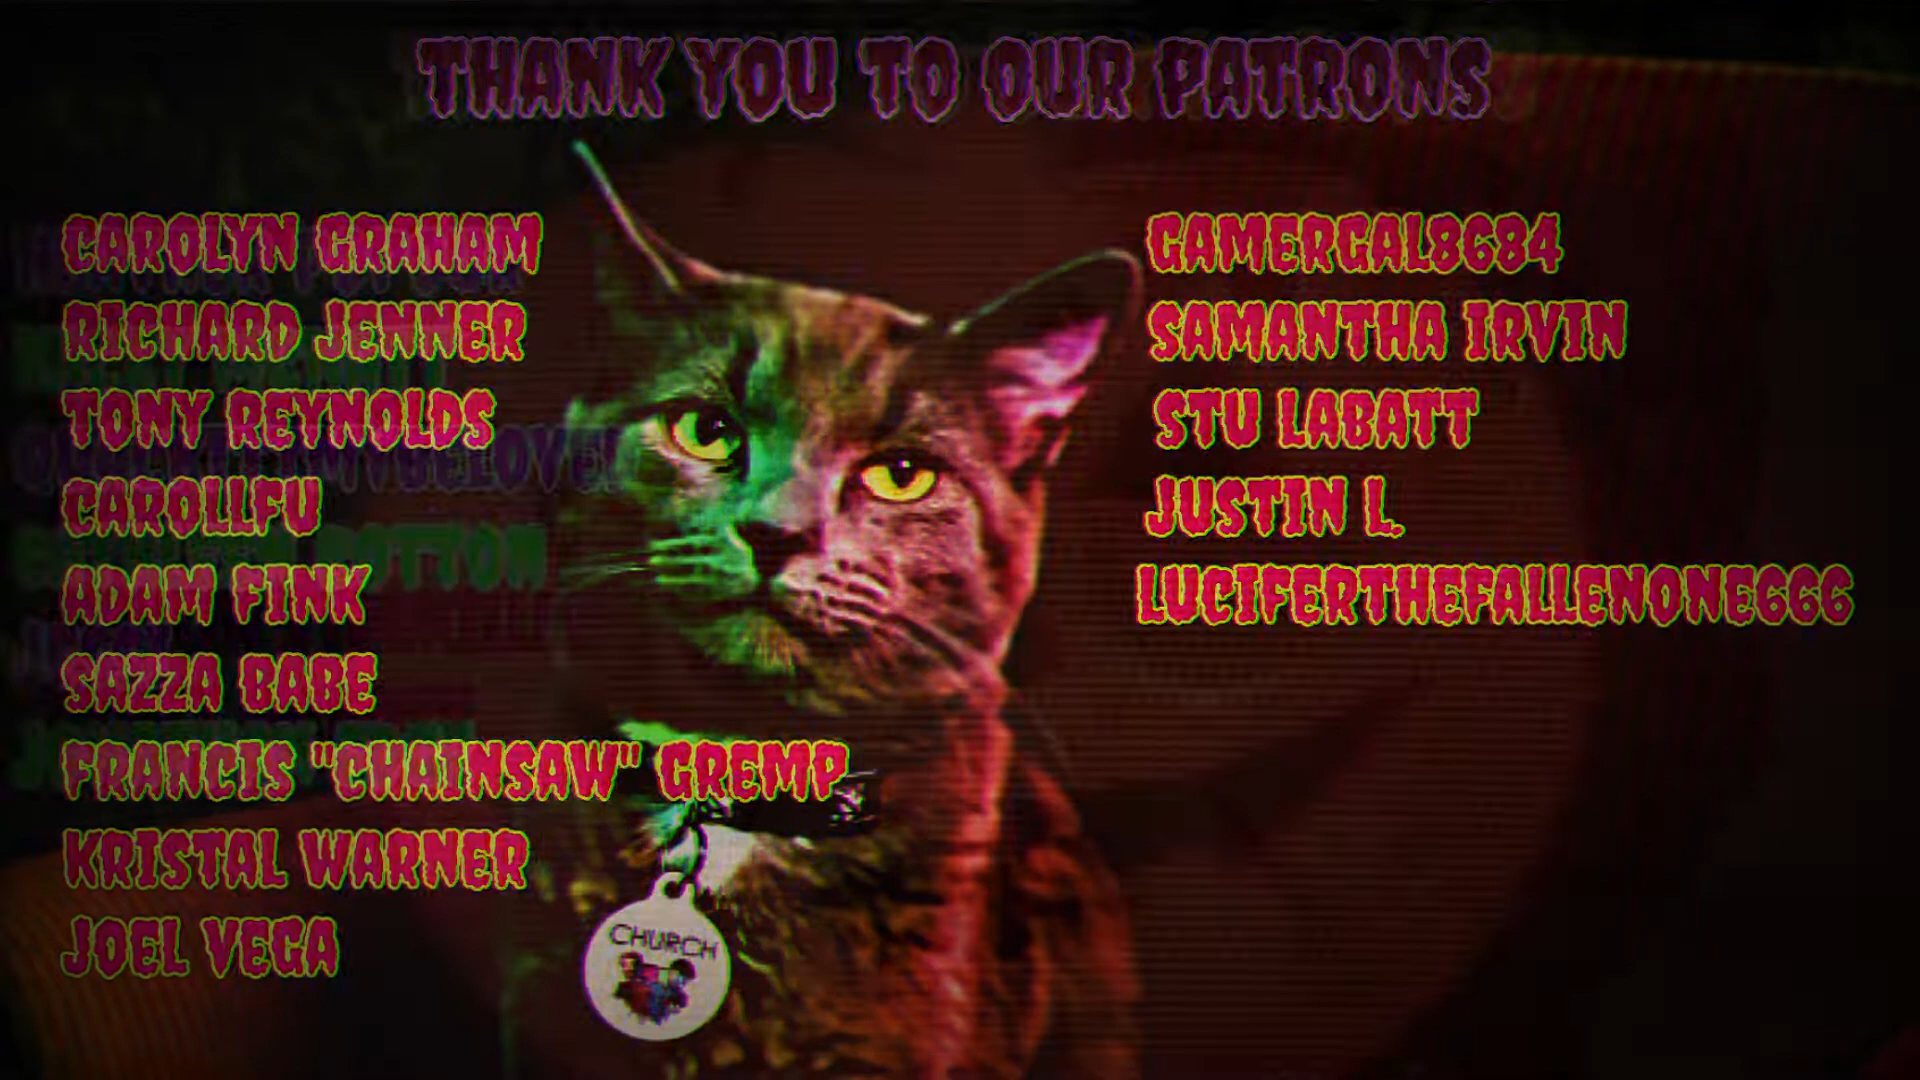 THANK YOU TO OUR PATRONS
CAROLYN GRAHAM
RICHARD JENNER
TONY REYNOLDS
CAROLLFU
ADAM FINK
SAZZA BABE
FRANCIS "CHAINSAW" GREMP
KRISTAL WARNER
JOEL VEGA
GAMERGAL8684
SAMANTHA IRVIN
STU LABATT
JUSTIN L.
LUCIFERTHEFALLENONE666
CHURCH